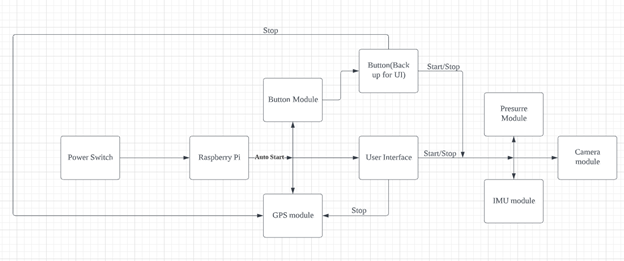 Stop
Button(Back
up for UI)
Start/Stop
Button Module
Presurre
Module
Power Switch
Raspberry Pi
Auto Start
User Interface
Start/Stop
Camera
module
GPS module
Stop
IMU module